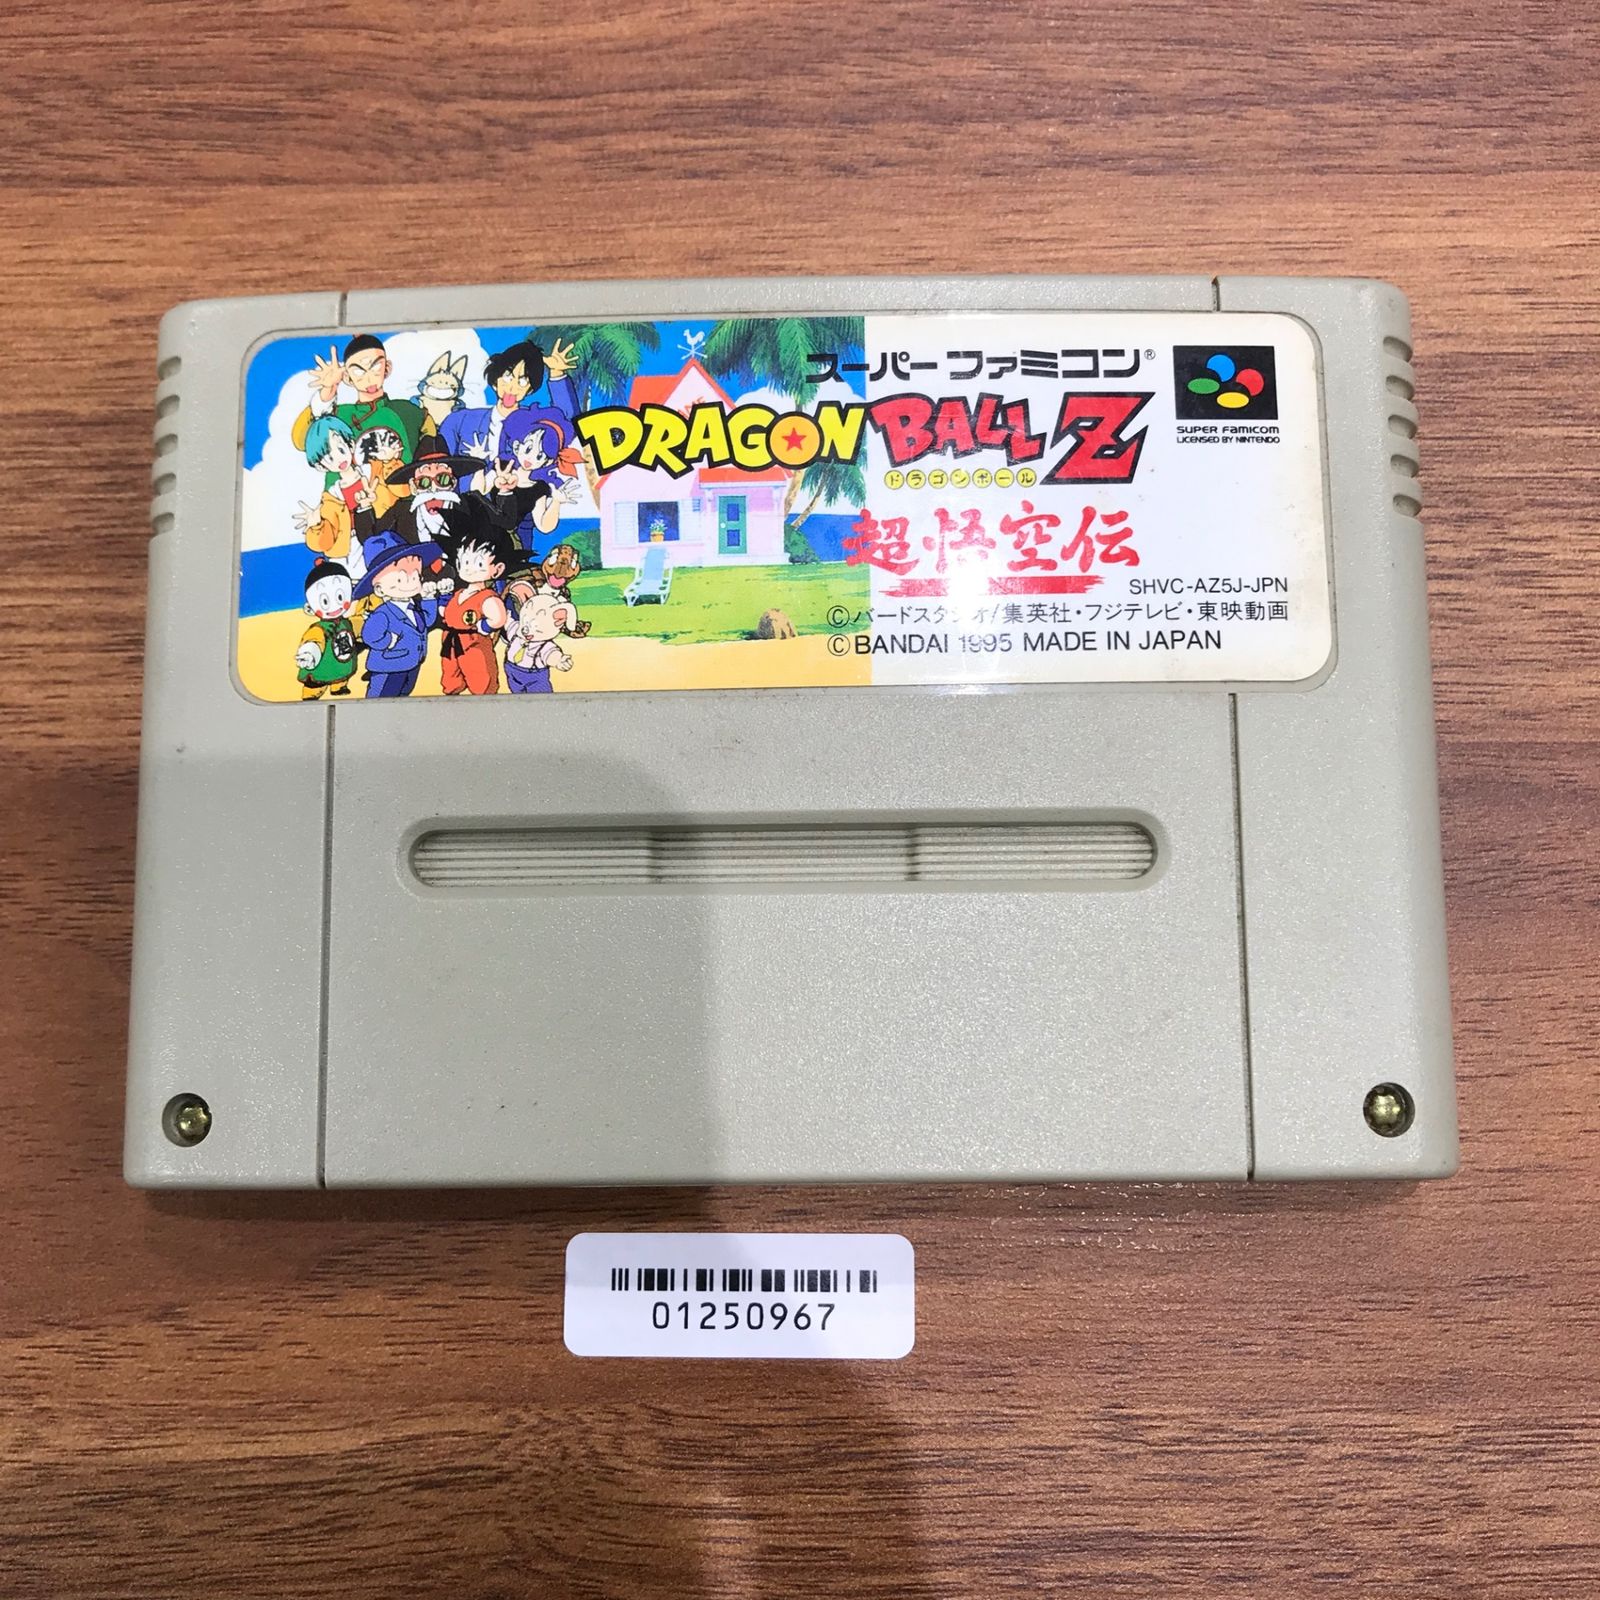 スーパーファミコン®
DRAGON BALL Z
ドラゴンボール
超悟空伝
SUPER FAMICOM
LICENSED BY NINTENDO
SHVC-AZ5J-JPN
©バードスタジオ/集英社・フジテレビ・東映動画
©BANDAI 1995 MADE IN JAPAN
01250967